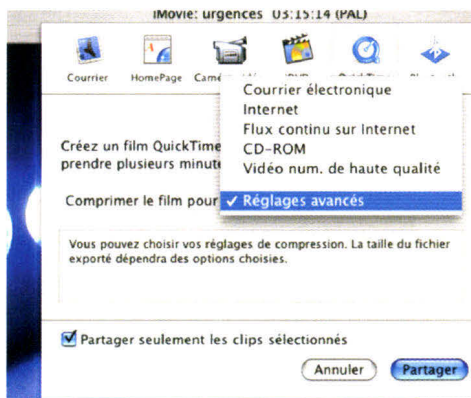 iMovie: urgences 03:15:14 (PAL)
Courrier HomePage
Courrier électronique
Internet
Flux continu sur Internet
CD-ROM
Vidéo num. de haute qualité
✓ Réglages avancés
Créez un film QuickTime
prendre plusieurs minute
Comprimer le film pour
Vous pouvez choisir vos réglages de compression. La taille du fichier
exporté dépendra des options choisies.
Partager seulement les clips sélectionnés
Annuler Partager